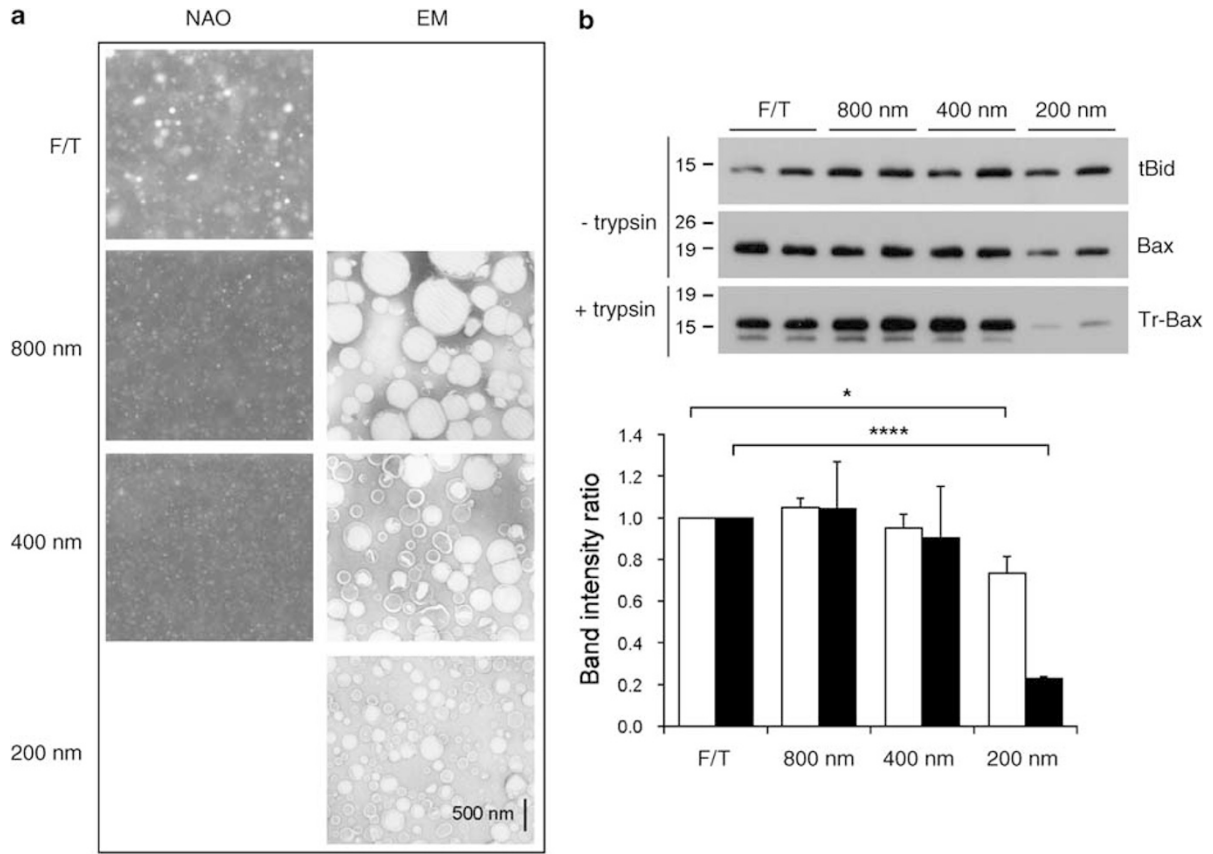 a
NAO EM
F/T
800 nm
400 nm
200 nm
500 nm
b
F/T 800 nm 400 nm 200 nm
- trypsin
15
tBid
26
19
Bax
+ trypsin
19
15
Tr-Bax
*
****
Band intensity ratio
1.4
1.2
1.0
0.8
0.6
0.4
0.2
0.0
F/T 800 nm 400 nm 200 nm